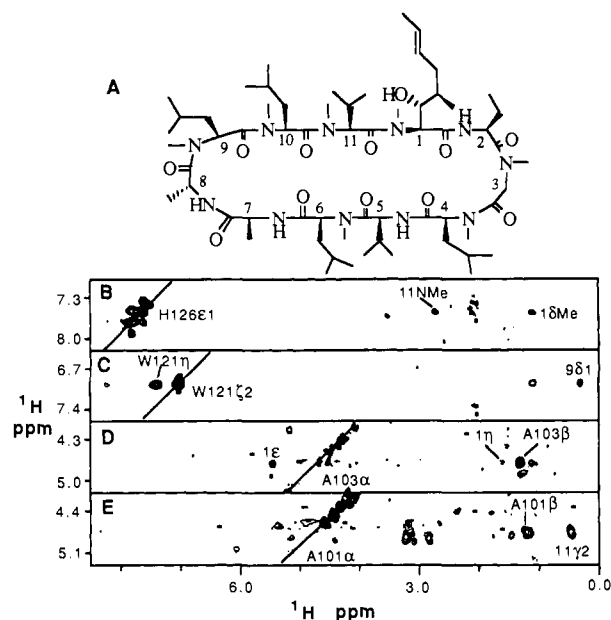 A
HO
H
N
N
N
N
N
O
O
O
O
O
9
10
11
1
2
N
O
8
3
HN
7
O
N
H
6
O
N
5
O
N
H
4
O
N
O
B
7.3
8.0
H126ε1
11NMe
1δMe
C
6.7
7.4
W121η
W121ζ2
9δ1
D
4.3
5.0
1ε
A103α
1η
A103β
E
4.4
5.1
A101α
A101β
11γ2
¹H
ppm
6.0
3.0
0.0
¹H ppm